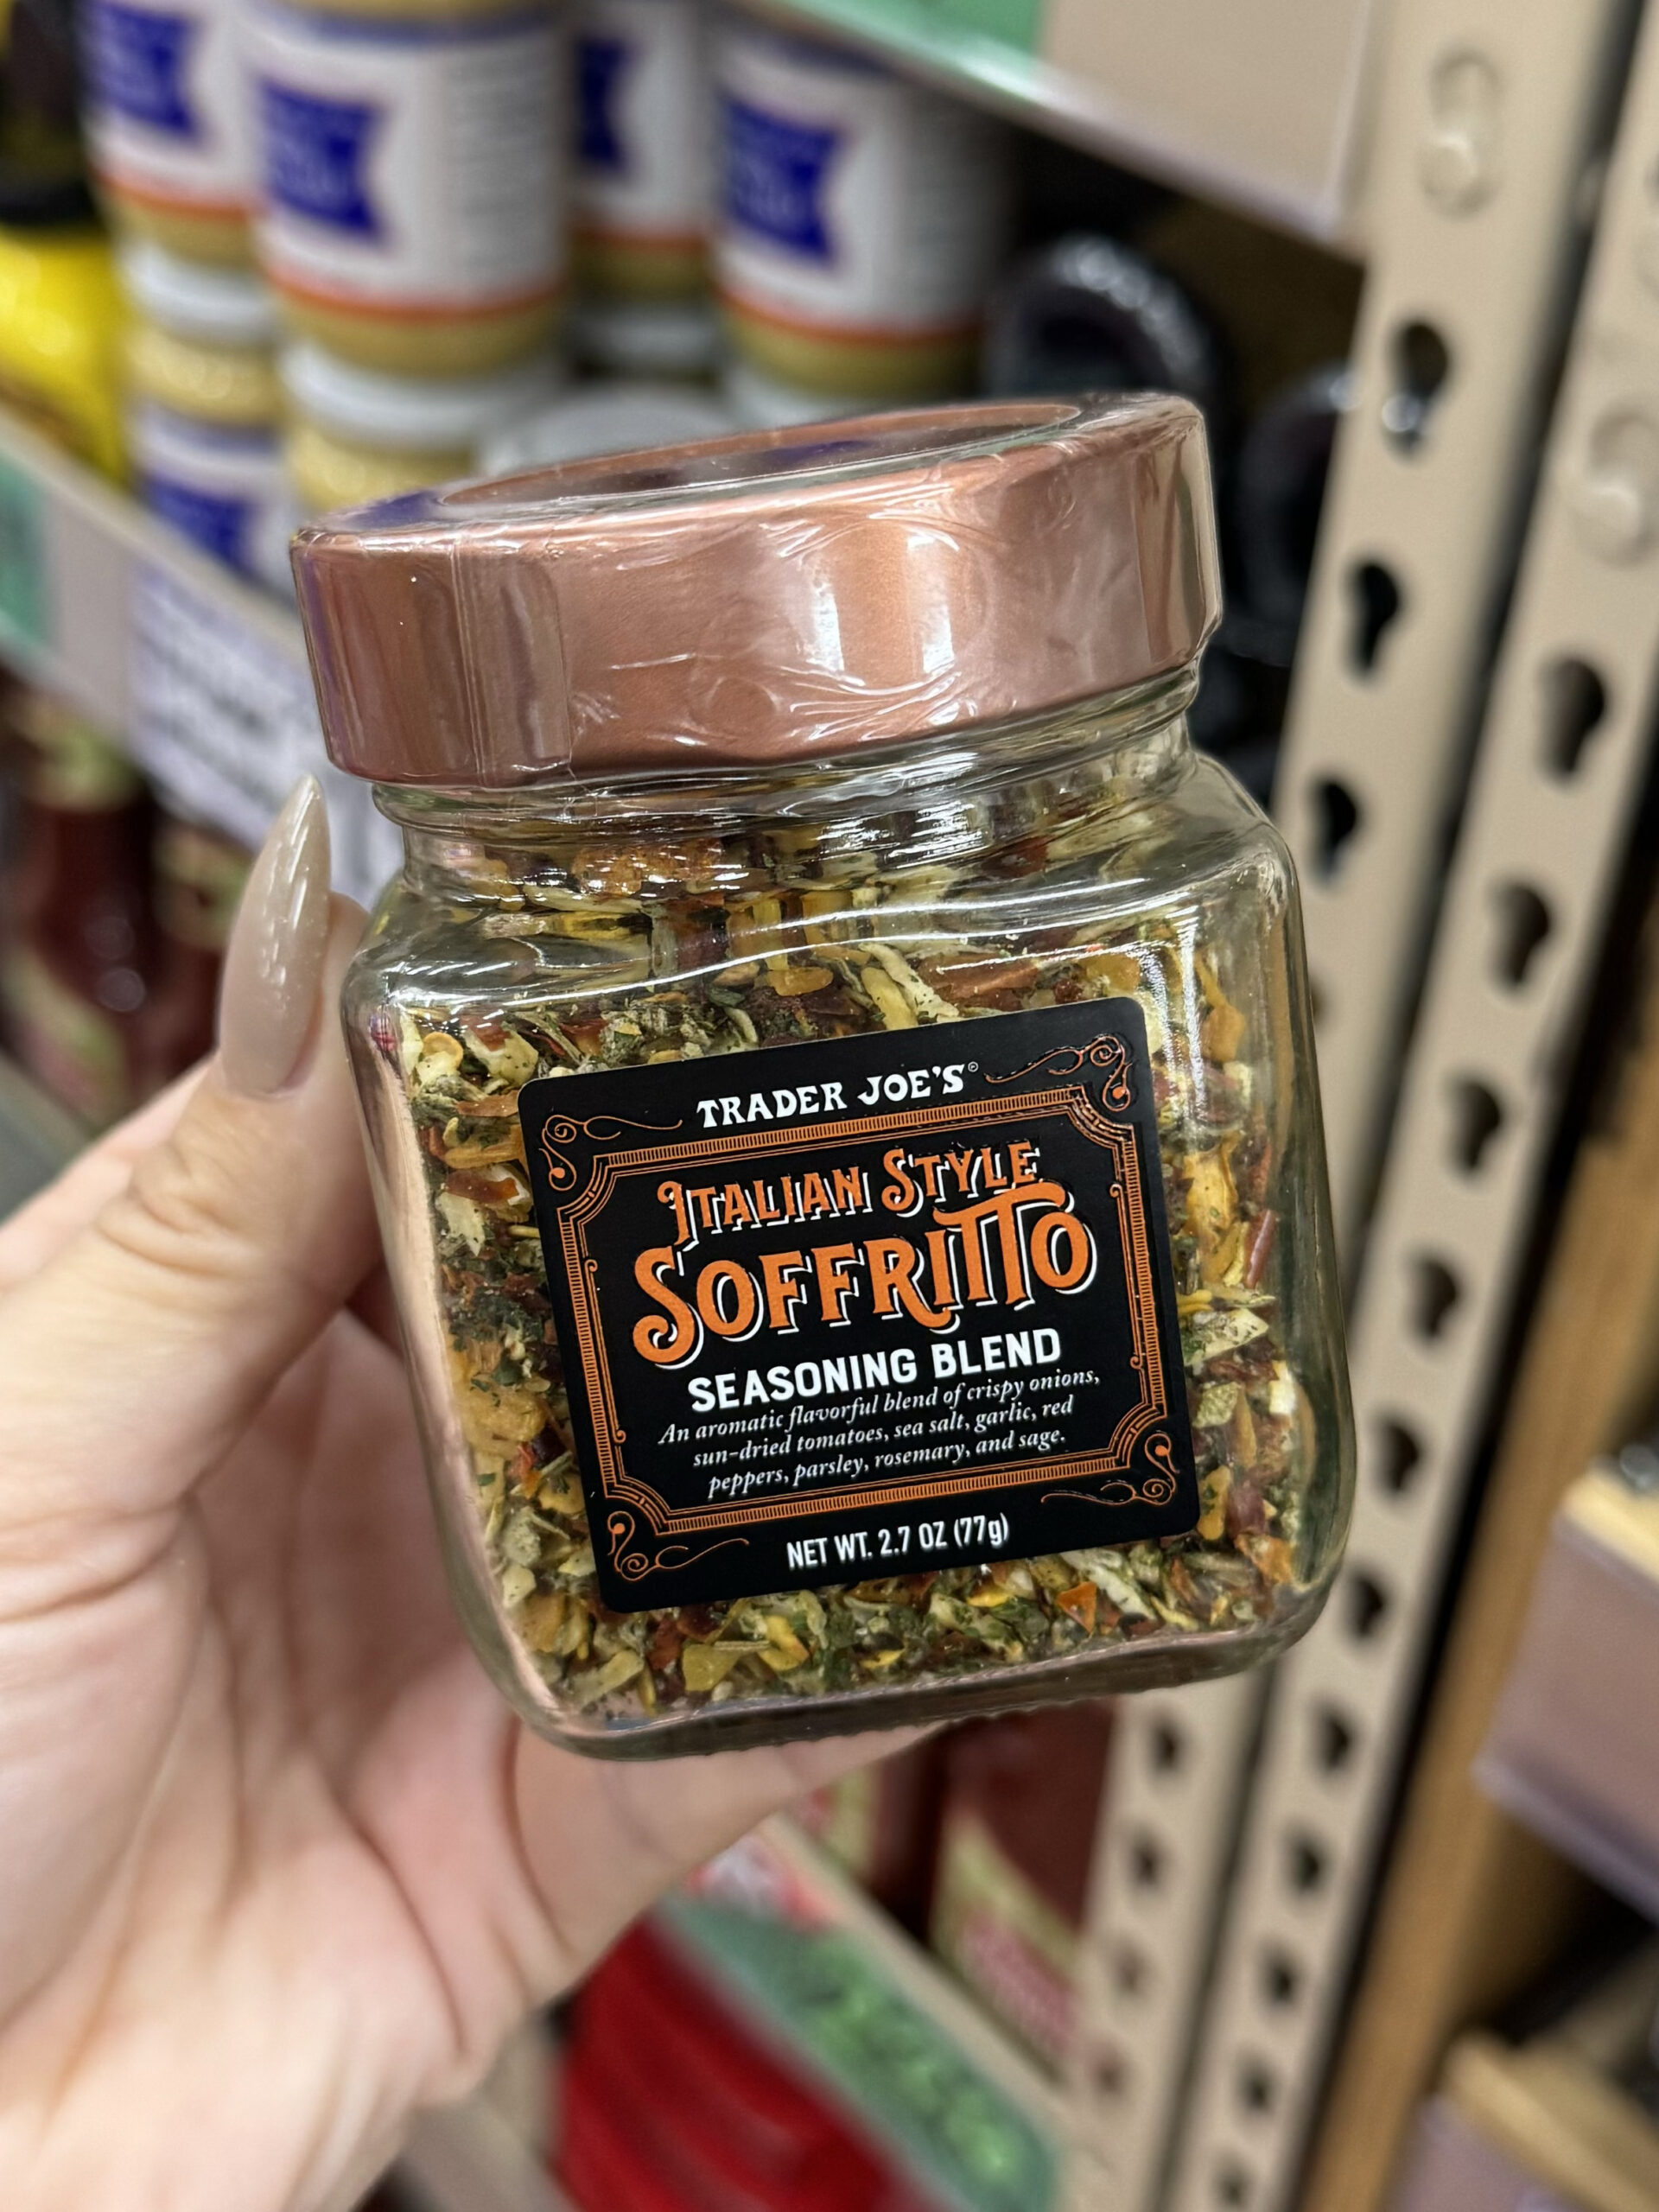 TRADER JOE'S®
ITALIAN STYLE
SOFFRITTO
SEASONING BLEND
An aromatic flavorful blend of crispy onions,
sun-dried tomatoes, sea salt, garlic, red
peppers, parsley, rosemary, and sage.
NET WT. 2.7 OZ (77g)